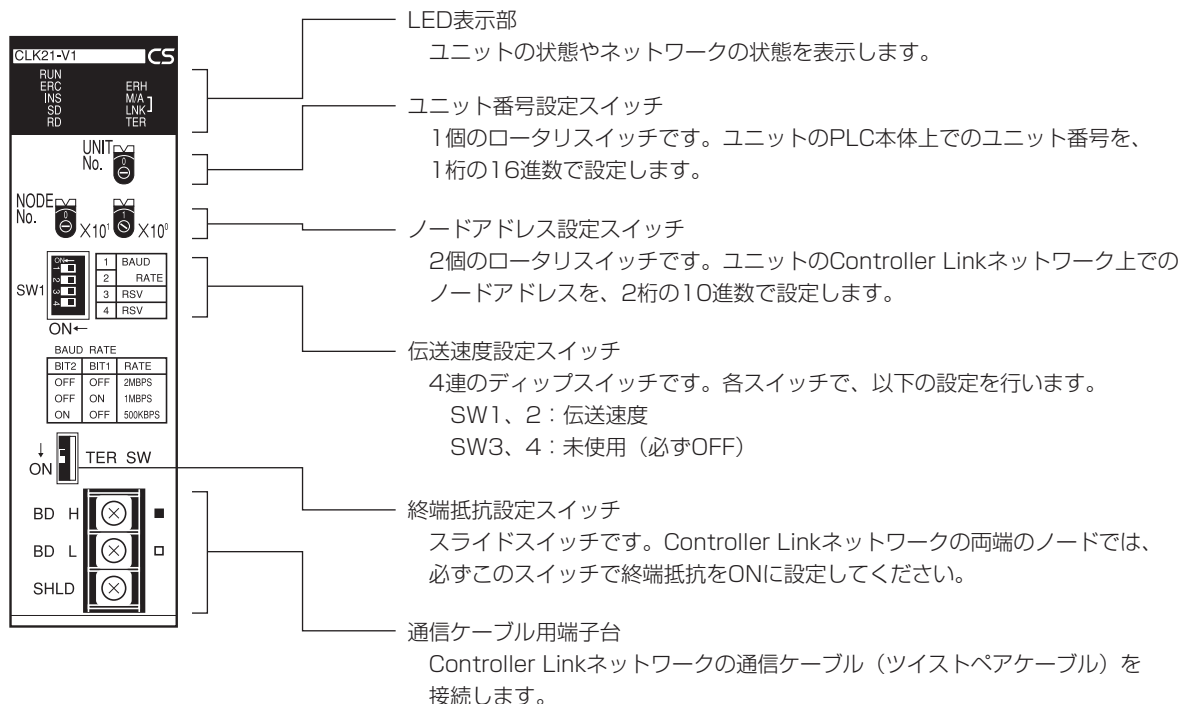 CLK21-V1
CS
RUN
ERC ERH
INS M/A
SD LNK
RD TER
UNIT
No.
0
NODE
No.
0
X10¹
1
X10⁰
SW1
ON←
1 2 3 4
1 BAUD
2 RATE
3 RSV
4 RSV
ON←
BAUD RATE
BIT2 BIT1 RATE
OFF OFF 2MBPS
OFF ON 1MBPS
ON OFF 500KBPS
↓
ON
TER SW
BD H ■
BD L □
SHLD
LED表示部
ユニットの状態やネットワークの状態を表示します。
ユニット番号設定スイッチ
1個のロータリスイッチです。ユニットのPLC本体上でのユニット番号を、
1桁の16進数で設定します。
ノードアドレス設定スイッチ
2個のロータリスイッチです。ユニットのController Linkネットワーク上での
ノードアドレスを、2桁の10進数で設定します。
伝送速度設定スイッチ
4連のディップスイッチです。各スイッチで、以下の設定を行います。
SW1、2：伝送速度
SW3、4：未使用（必ずOFF）
終端抵抗設定スイッチ
スライドスイッチです。Controller Linkネットワークの両端のノードでは、
必ずこのスイッチで終端抵抗をONに設定してください。
通信ケーブル用端子台
Controller Linkネットワークの通信ケーブル（ツイストペアケーブル）を
接続します。